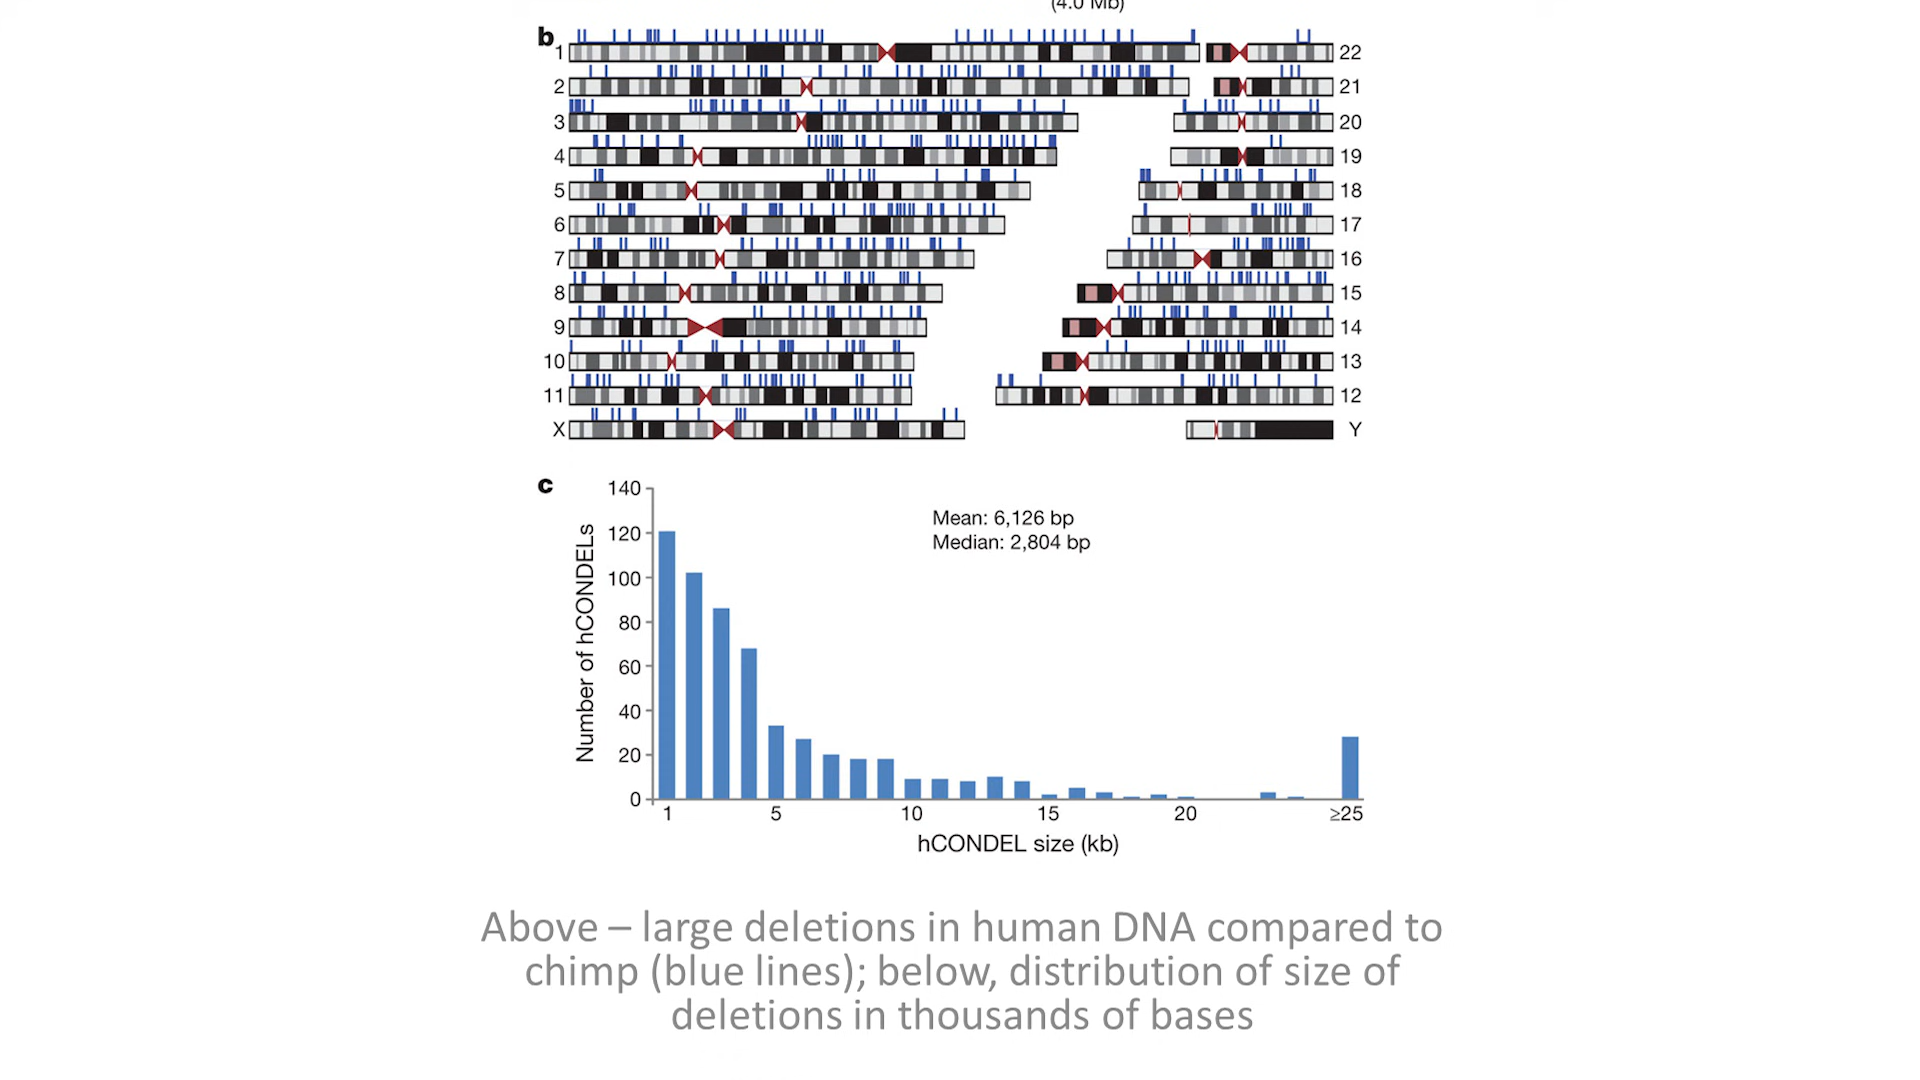 (4.0 Mb)
b
1 22
2 21
3 20
4 19
5 18
6 17
7 16
8 15
9 14
10 13
11 12
X Y
c
140
120
100
80
60
40
20
0
Number of hCONDELs
Mean: 6,126 bp
Median: 2,804 bp
1 5 10 15 20 ≥25
hCONDEL size (kb)
Above – large deletions in human DNA compared to
chimp (blue lines); below, distribution of size of
deletions in thousands of bases